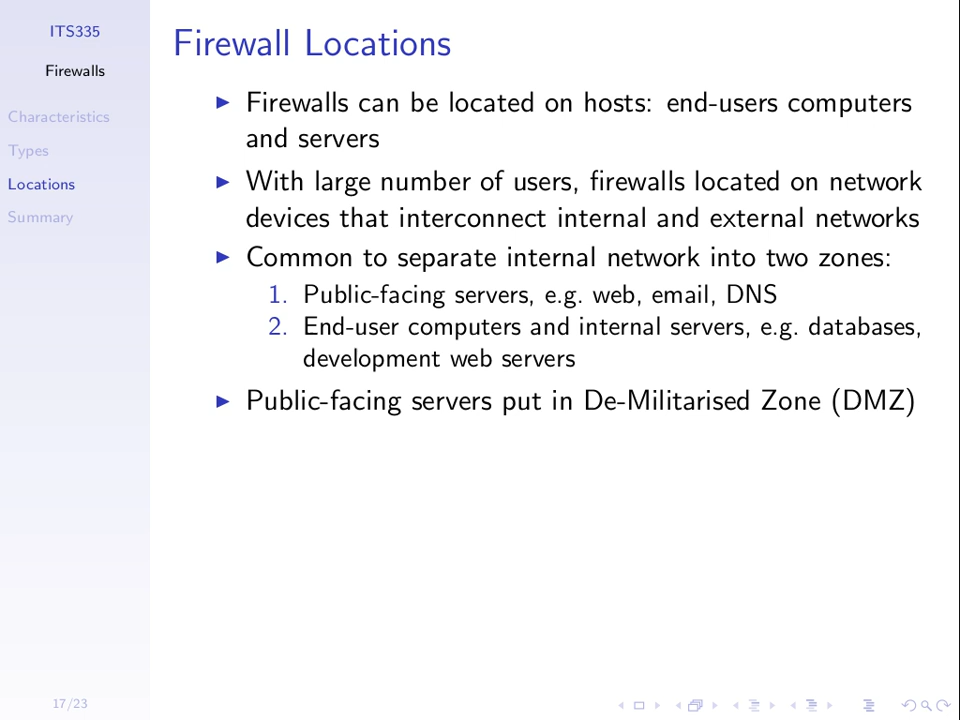 ITS335
Firewalls
Characteristics
Types
Locations
Summary
17/23
Firewall Locations
Firewalls can be located on hosts: end-users computers
and servers
With large number of users, firewalls located on network
devices that interconnect internal and external networks
Common to separate internal network into two zones:
1. Public-facing servers, e.g. web, email, DNS
2. End-user computers and internal servers, e.g. databases,
development web servers
Public-facing servers put in De-Militarised Zone (DMZ)